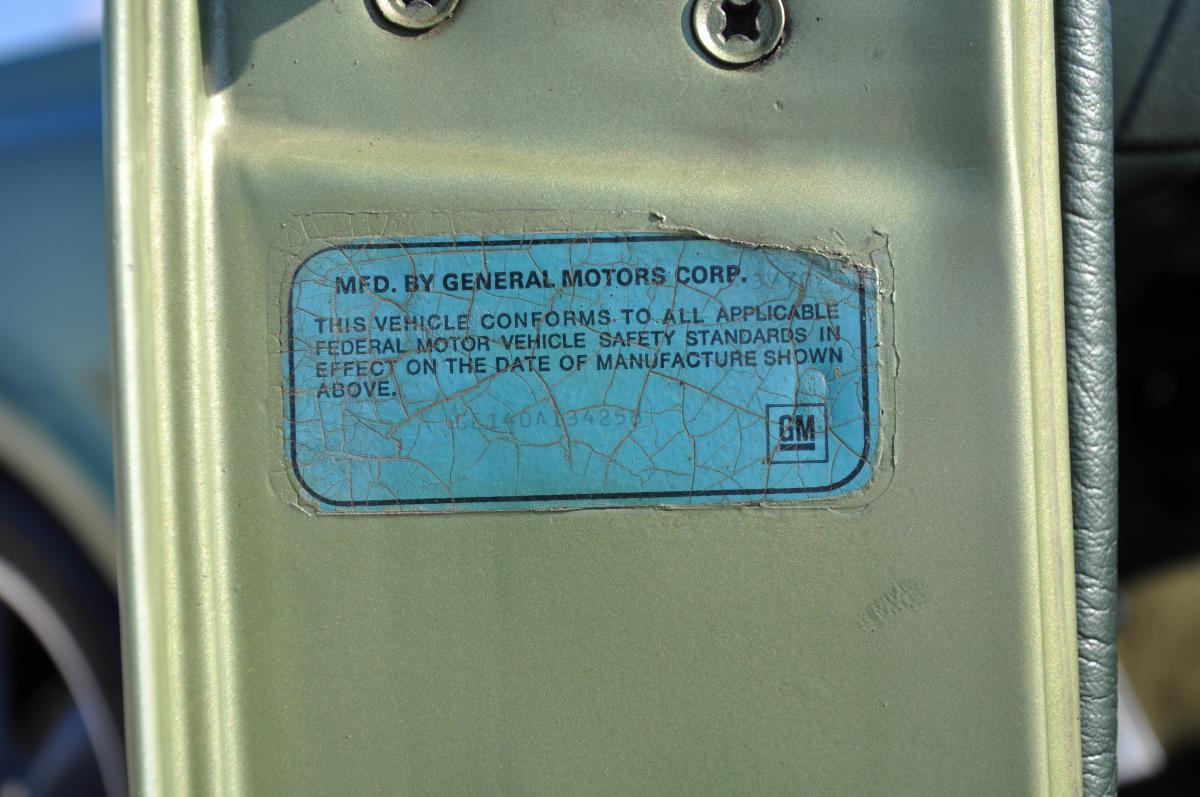 MFD. BY GENERAL MOTORS CORP.
THIS VEHICLE CONFORMS TO ALL APPLICABLE
FEDERAL MOTOR VEHICLE SAFETY STANDARDS IN
EFFECT ON THE DATE OF MANUFACTURE SHOWN
ABOVE.
GM